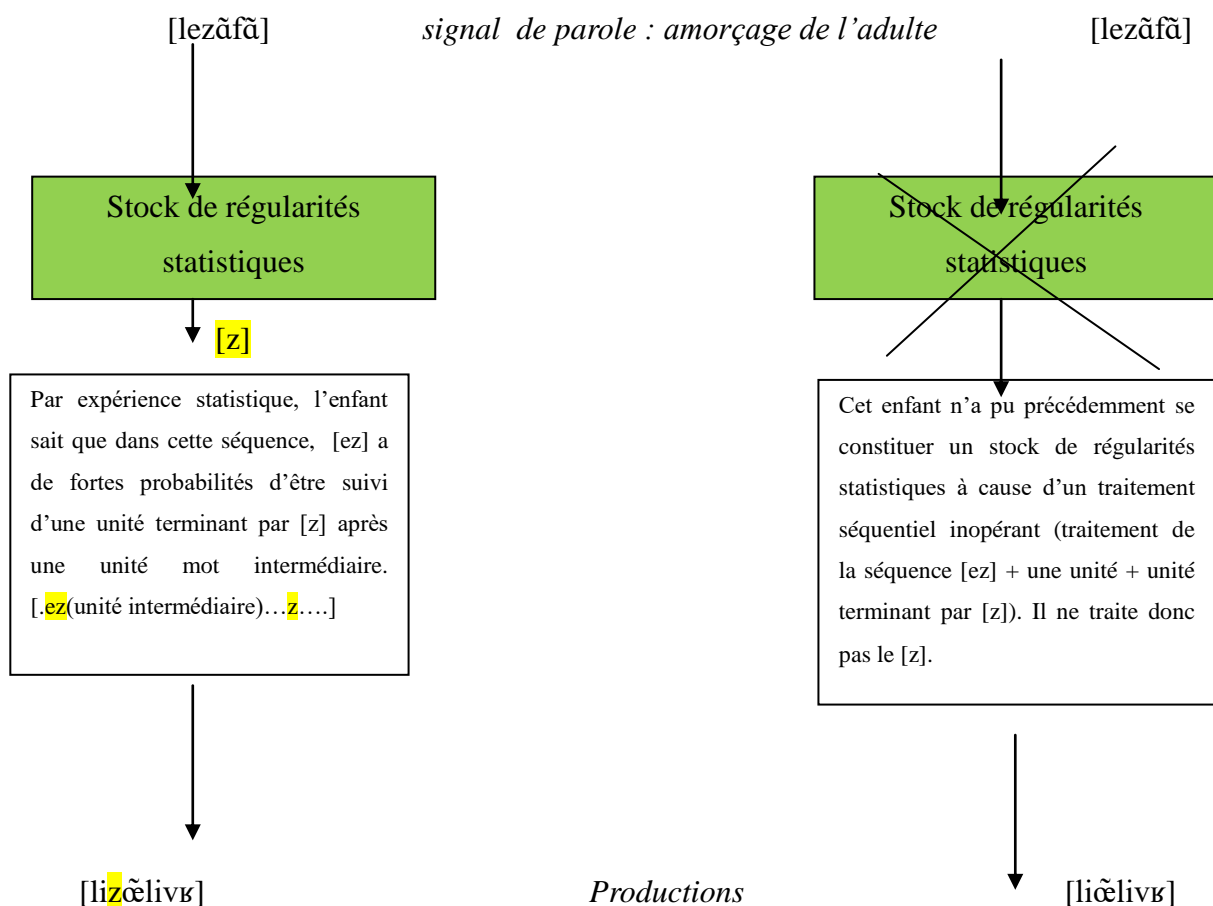 [lezɑ̃fɑ̃] signal de parole : amorçage de l’adulte [lezɑ̃fɑ̃]
Stock de régularités
statistiques
Stock de régularités
statistiques
[z]
Par expérience statistique, l’enfant
sait que dans cette séquence, [ez] a
de fortes probabilités d’être suivi
d’une unité terminant par [z] après
une unité mot intermédiaire.
[.ez(unité intermédiaire)…z….]
Cet enfant n’a pu précédemment se
constituer un stock de régularités
statistiques à cause d’un traitement
séquentiel inopérant (traitement de
la séquence [ez] + une unité + unité
terminant par [z]). Il ne traite donc
pas le [z].
[lizœ̃livʁ] Productions [liœ̃livʁ]